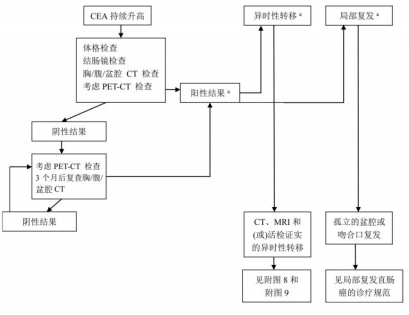 CEA 持续升高
体格检查
结肠镜检查
胸/腹/盆腔 CT 检查
考虑 PET-CT 检查
阴性结果
考虑 PET-CT 检查
3 个月后复查胸/腹/
盆腔 CT
阴性结果
阳性结果 a
异时性转移 a
CT、MRI 和
(或)活检证实
的异时性转移
见附图 8 和
附图 9
局部复发 a
孤立的盆腔或
吻合口复发
见局部复发直肠
癌的诊疗规范